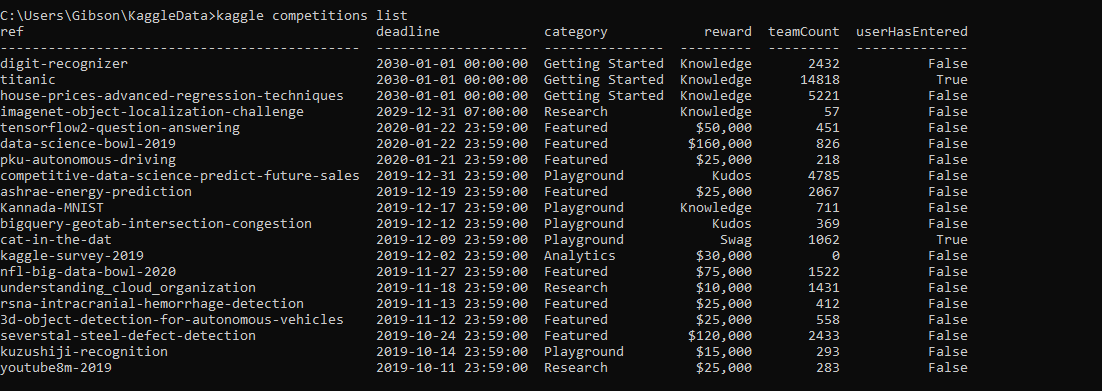 C:\Users\Gibson\KaggleData>kaggle competitions list
ref deadline category reward teamCount userHasEntered
--------------------------------------------- ------------------- --------------- --------- --------- --------------
digit-recognizer 2030-01-01 00:00:00 Getting Started Knowledge 2432 False
titanic 2030-01-01 00:00:00 Getting Started Knowledge 14818 True
house-prices-advanced-regression-techniques 2030-01-01 00:00:00 Getting Started Knowledge 5221 False
imagenet-object-localization-challenge 2029-12-31 07:00:00 Research Knowledge 57 False
tensorflow2-question-answering 2020-01-22 23:59:00 Featured $50,000 451 False
data-science-bowl-2019 2020-01-22 23:59:00 Featured $160,000 826 False
pku-autonomous-driving 2020-01-21 23:59:00 Featured $25,000 218 False
competitive-data-science-predict-future-sales 2019-12-31 23:59:00 Playground Kudos 4785 False
ashrae-energy-prediction 2019-12-19 23:59:00 Featured $25,000 2067 False
Kannada-MNIST 2019-12-17 23:59:00 Playground Knowledge 711 False
bigquery-geotab-intersection-congestion 2019-12-12 23:59:00 Playground Kudos 369 False
cat-in-the-dat 2019-12-09 23:59:00 Playground Swag 1062 True
kaggle-survey-2019 2019-12-02 23:59:00 Analytics $30,000 0 False
nfl-big-data-bowl-2020 2019-11-27 23:59:00 Featured $75,000 1522 False
understanding_cloud_organization 2019-11-18 23:59:00 Research $10,000 1431 False
rsna-intracranial-hemorrhage-detection 2019-11-13 23:59:00 Featured $25,000 412 False
3d-object-detection-for-autonomous-vehicles 2019-11-12 23:59:00 Featured $25,000 558 False
severstal-steel-defect-detection 2019-10-24 23:59:00 Featured $120,000 2433 False
kuzushiji-recognition 2019-10-14 23:59:00 Playground $15,000 293 False
youtube8m-2019 2019-10-11 23:59:00 Research $25,000 283 False